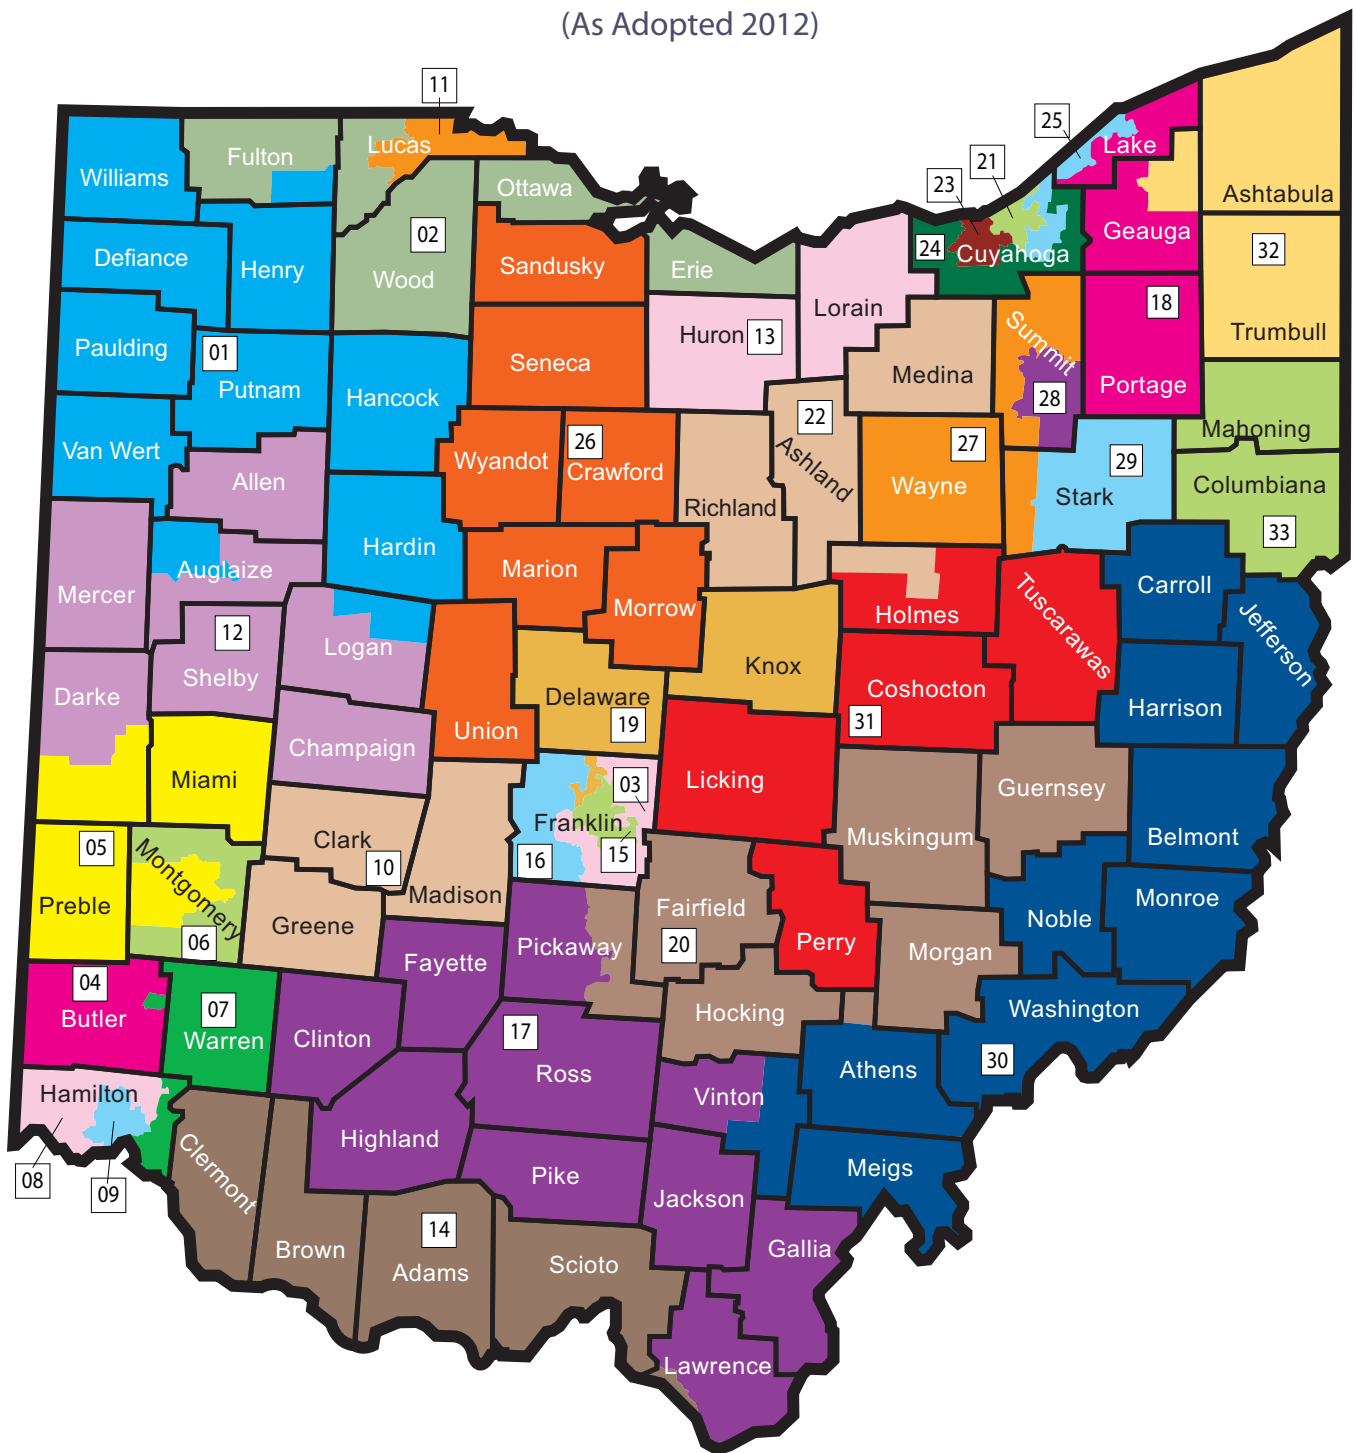 (As Adopted 2012)
11
25
Lucas
Lake
Fulton
21
Williams
23
Ottawa
Ashtabula
02
Geauga
24
32
Cuyahoga
Defiance
Henry
Wood
Sandusky
Erie
18
Lorain
Summit
Trumbull
Paulding
01
Huron
13
Seneca
Medina
Portage
Putnam
Hancock
28
22
Mahoning
Van Wert
26
27
Wyandot
Crawford
Ashland
29
Allen
Wayne
Stark
Columbiana
Richland
33
Hardin
Auglaize
Marion
Mercer
Carroll
Morrow
Holmes
Tuscarawas
Jefferson
12
Logan
Shelby
Knox
Darke
Delaware
Coshocton
Harrison
19
31
Union
Champaign
Miami
Licking
03
Guernsey
Franklin
Clark
Muskingum
Belmont
05
Montgomery
16
15
10
Madison
Preble
Monroe
Fairfield
Greene
Noble
06
Pickaway
20
Perry
Morgan
Fayette
04
07
Butler
Hocking
Washington
Warren
Clinton
17
30
Ross
Athens
Hamilton
Vinton
Highland
Clermont
08
09
Pike
Meigs
Jackson
14
Brown
Gallia
Adams
Scioto
Lawrence